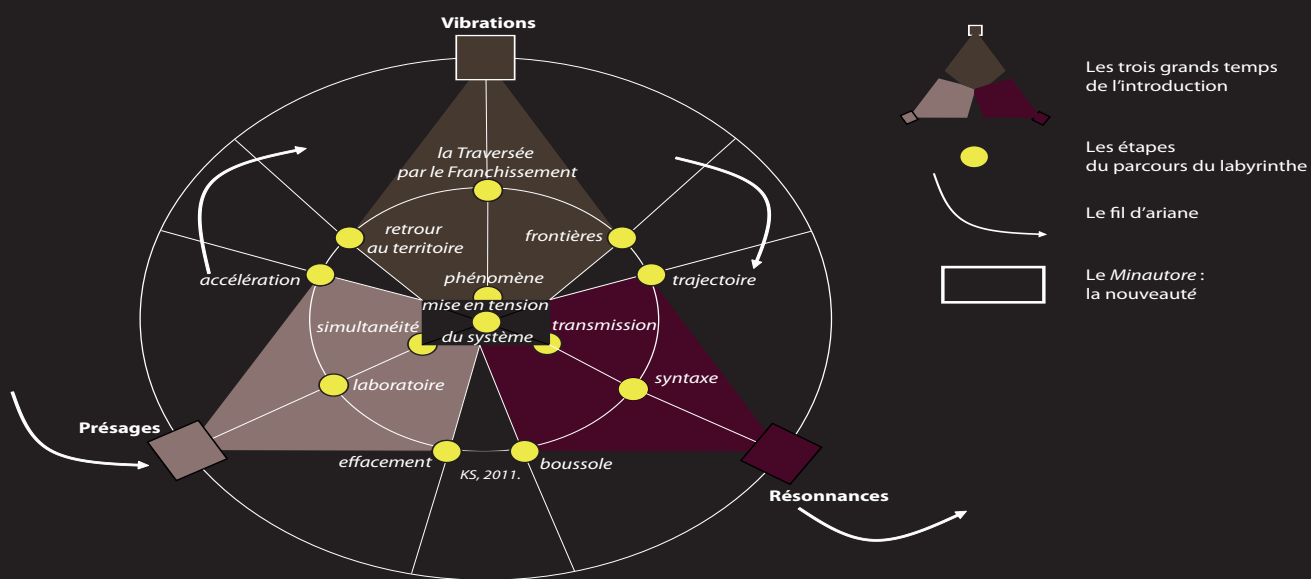 Vibrations
la Traversée
par le Franchissement
retrour
au territoire
frontières
accélération
phénomène
trajectoire
mise en tension
simultanéité
transmission
du système
laboratoire
syntaxe
Présages
effacement
boussole
KS, 2011.
Résonnances
Les trois grands temps
de l'introduction
Les étapes
du parcours du labyrinthe
Le fil d'ariane
Le Minautore :
la nouveauté